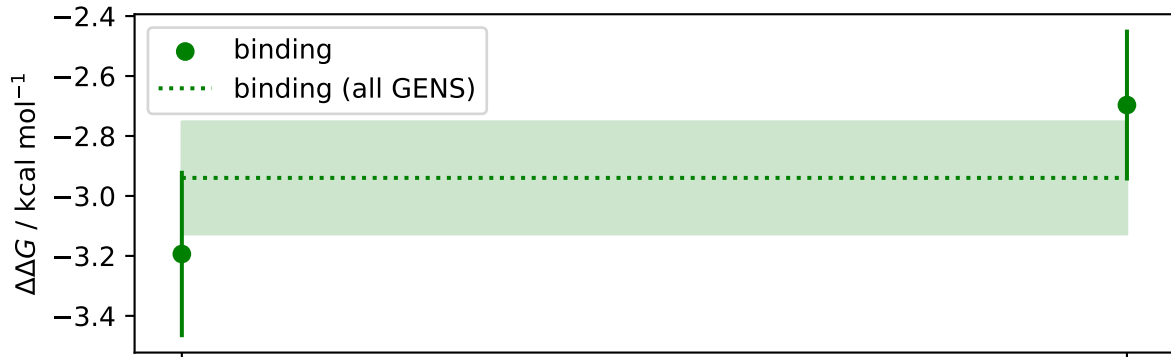 −2.4
−2.6
−2.8
−3.0
−3.2
−3.4
ΔΔG / kcal mol⁻¹
binding
binding (all GENS)